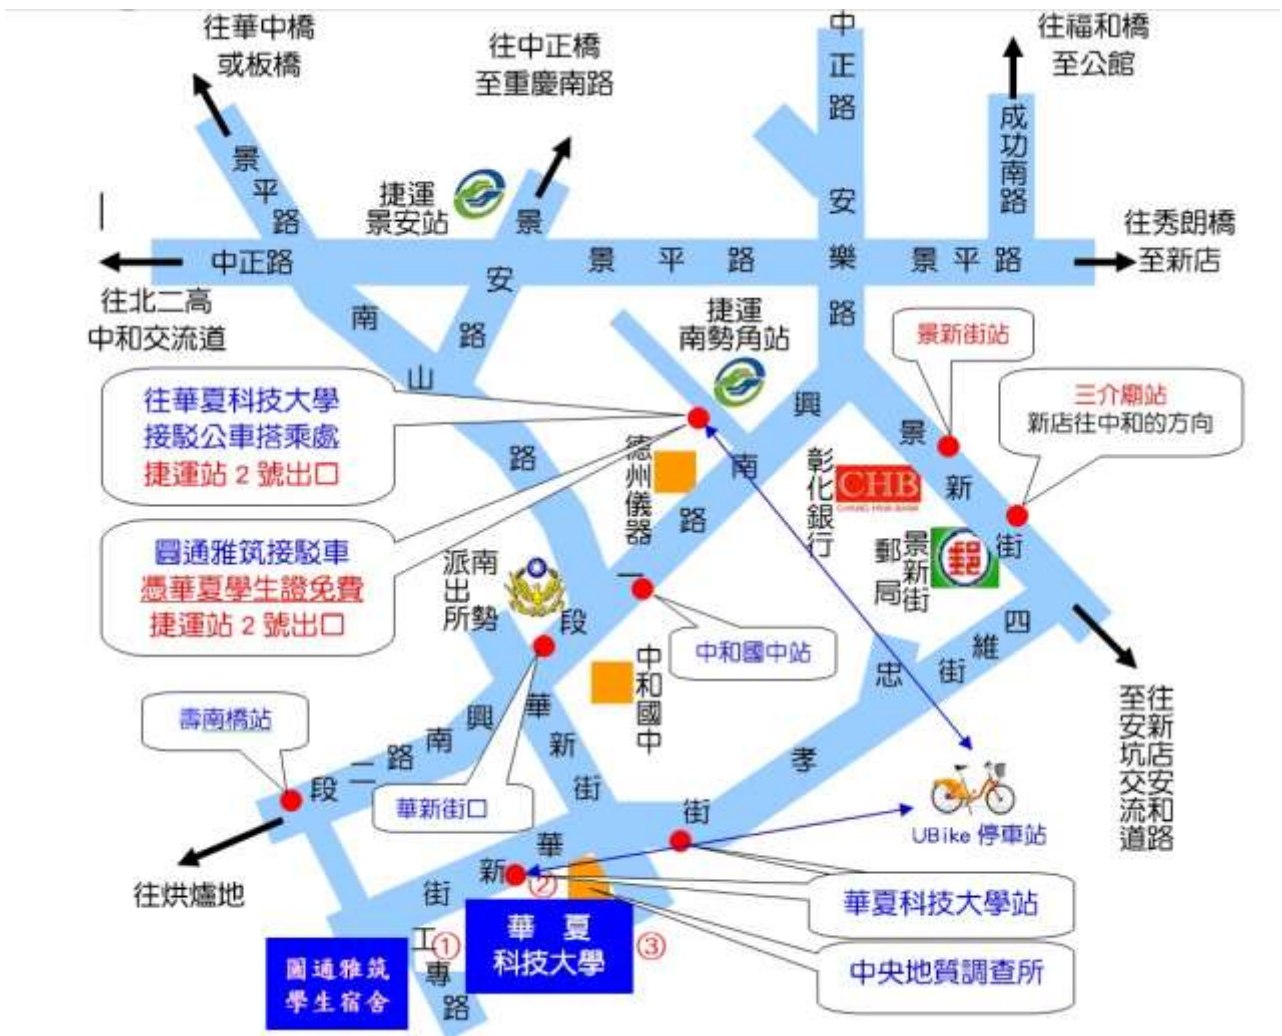 往華中橋
或板橋
往中正橋
至重慶南路
中正路
往福和橋
至公館
成功南路
景平路
捷運
景安站
景安路
安樂路
往秀朗橋
至新店
中正路
景平路
景平路
往北二高
中和交流道
南山路
捷運
南勢角站
景新街站
三介廟站
新店往中和的方向
往華夏科技大學
接駁公車搭乘處
捷運站 2 號出口
圓通雅筑接駁車
憑華夏學生證免費
捷運站 2 號出口
德州儀器
興南路一段
彰化銀行
CHB
CHANG HWA BANK
景新街
景新街
郵局
郵
南勢
派出所
中和國中站
中和國中
四維街
忠孝街
往新店安和路
至安坑交流道
壽南橋站
興南路二段
華新街
華新街口
UBike 停車站
往烘爐地
華新街
②
華夏科技大學站
中央地質調查所
工專路
①
華夏
科技大學
③
圓通雅筑
學生宿舍